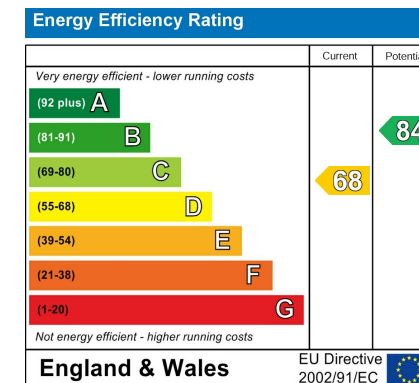 Energy Efficiency Rating
Current Potenti
Very energy efficient - lower running costs
(92 plus) A
(81-91) B
84
(69-80) C
68
(55-68) D
(39-54) E
(21-38) F
(1-20) G
Not energy efficient - higher running costs
England & Wales
EU Directive
2002/91/EC